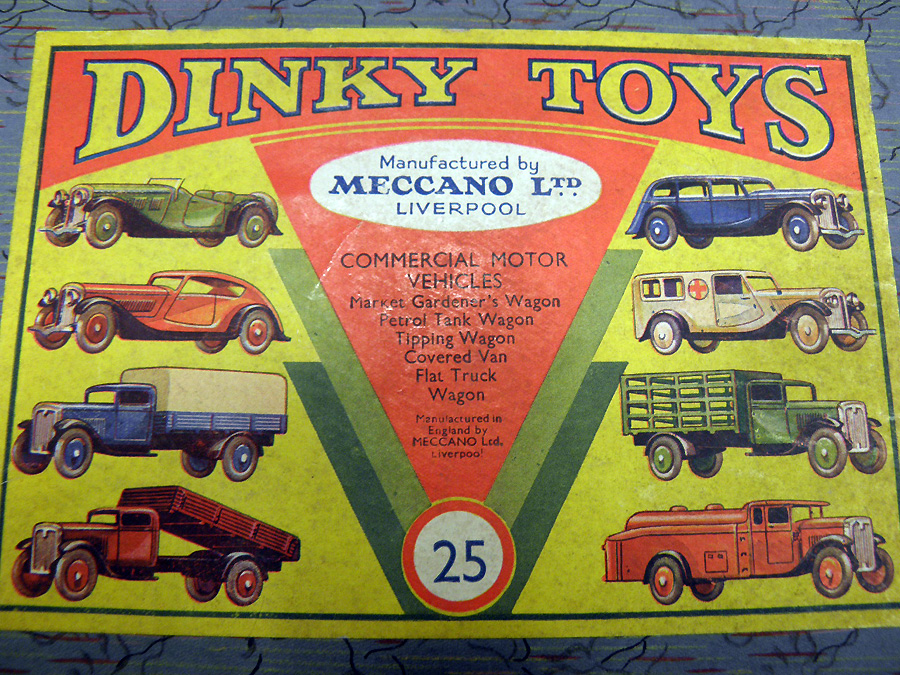 DINKY TOYS
Manufactured by
MECCANO LTD.
LIVERPOOL
COMMERCIAL MOTOR
VEHICLES
Market Gardener's Wagon
Petrol Tank Wagon
Tipping Wagon
Covered Van
Flat Truck
Wagon
Manufactured in
England by
MECCANO Ltd.
Liverpool
25